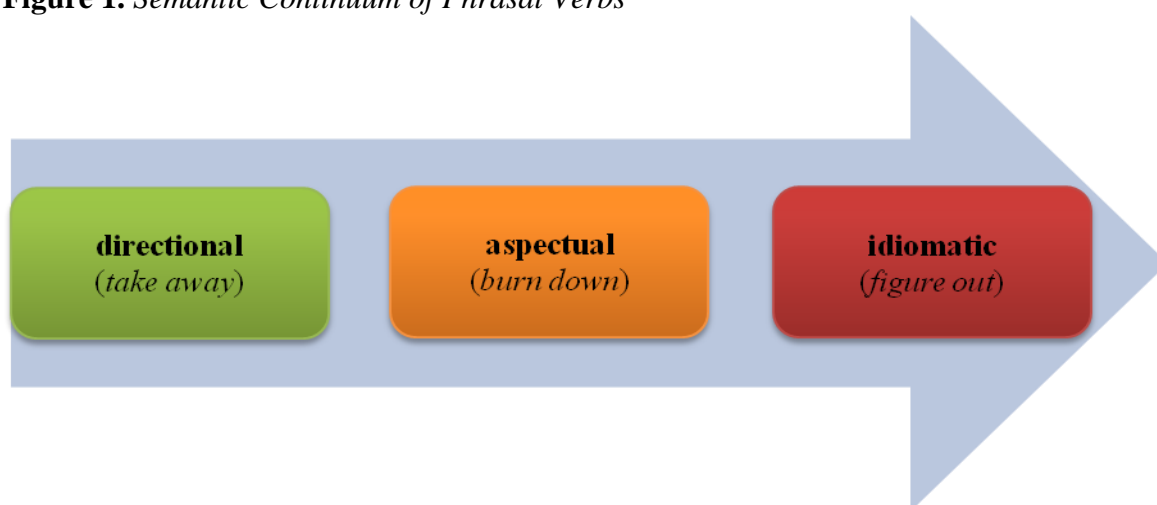 Figure 1. Semantic Continuum of Phrasal Verbs
directional
(take away)
aspectual
(burn down)
idiomatic
(figure out)